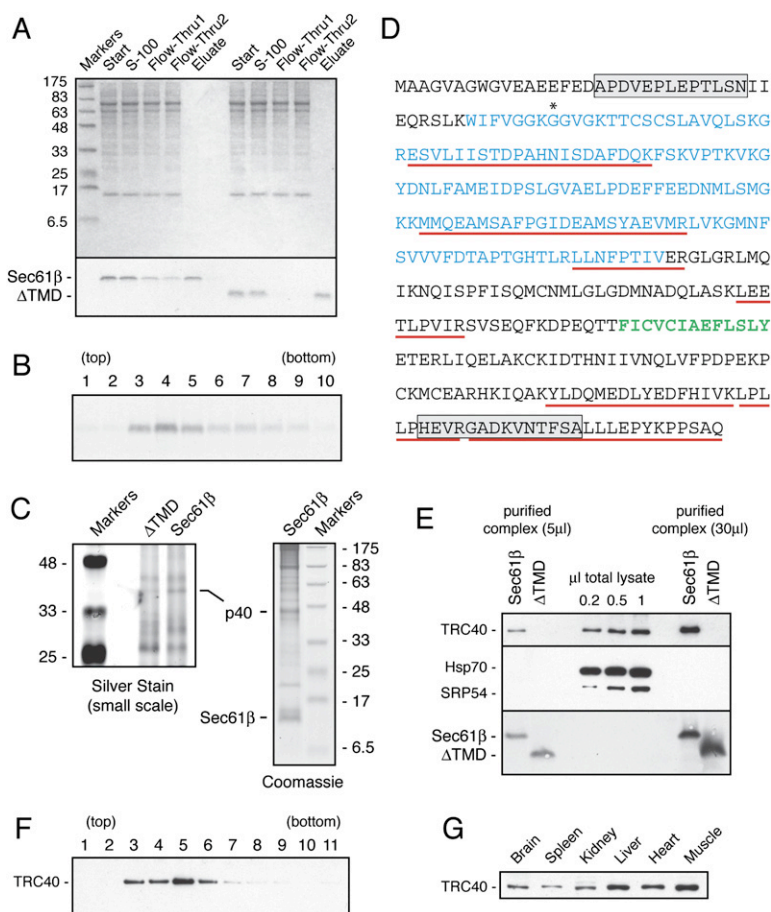 A
Markers
Start
S-100
Flow-Thru1
Flow-Thru2
Eluate
Start
S-100
Flow-Thru1
Flow-Thru2
Eluate
175
83
63
48
33
25
17
6.5
Sec61β
ΔTMD
B
(top) (bottom)
1 2 3 4 5 6 7 8 9 10
C
Markers
ΔTMD
Sec61β
48
33
25
Silver Stain
(small scale)
p40
Sec61β
Sec61β
Markers
175
83
63
48
33
25
17
6.5
Coomassie
D
MAAGVAGWGVEAEEFEDAPDVEPLEPTLSNII
*
EQRSLKWIFVGGKGGVGKTTCSCSLAVQLSKG
RESVLIISTDPAHNISDAFDQKFSKVPTKVKG
YDNLFAMEIDPSLGVAELPDEFFEEDNMLSMG
KKMMQEAMSAFPGIDEAMSYAEVMRLVKGMNF
SVVVFDTAPTGHTLRLLNFPTIVERGLGRLMQ
IKNQISPFISQMCNMLGLGDMNADQLASKLEE
TLPVIRSVSEQFKDPEQTTFICVCIAEFLSLY
ETERLIQELAKCKIDTHNIIVNQLVFPDPEKP
CKMCEARHKIQAKYLDQMEDLYEDFHIVKLPL
LPHEVRGADKVNTFSALLLEPYKPPSAQ
E
purified
complex (5µl)
purified
complex (30µl)
Sec61β
ΔTMD
µl total lysate
0.2 0.5 1
Sec61β
ΔTMD
TRC40
Hsp70
SRP54
Sec61β
ΔTMD
F
(top) (bottom)
1 2 3 4 5 6 7 8 9 10 11
TRC40
G
Brain
Spleen
Kidney
Liver
Heart
Muscle
TRC40